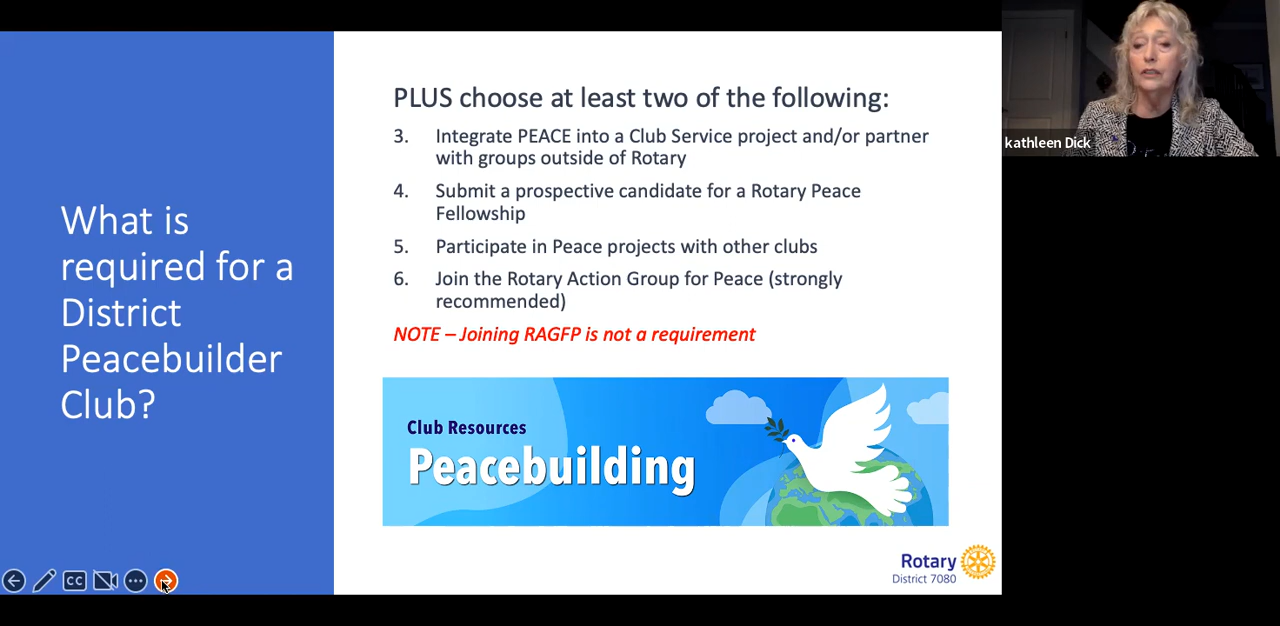 What is
required for a
District
Peacebuilder
Club?
PLUS choose at least two of the following:
3. Integrate PEACE into a Club Service project and/or partner
with groups outside of Rotary
4. Submit a prospective candidate for a Rotary Peace
Fellowship
5. Participate in Peace projects with other clubs
6. Join the Rotary Action Group for Peace (strongly
recommended)
NOTE – Joining RAGFP is not a requirement
Club Resources
Peacebuilding
Rotary
District 7080
CC
kathleen Dick